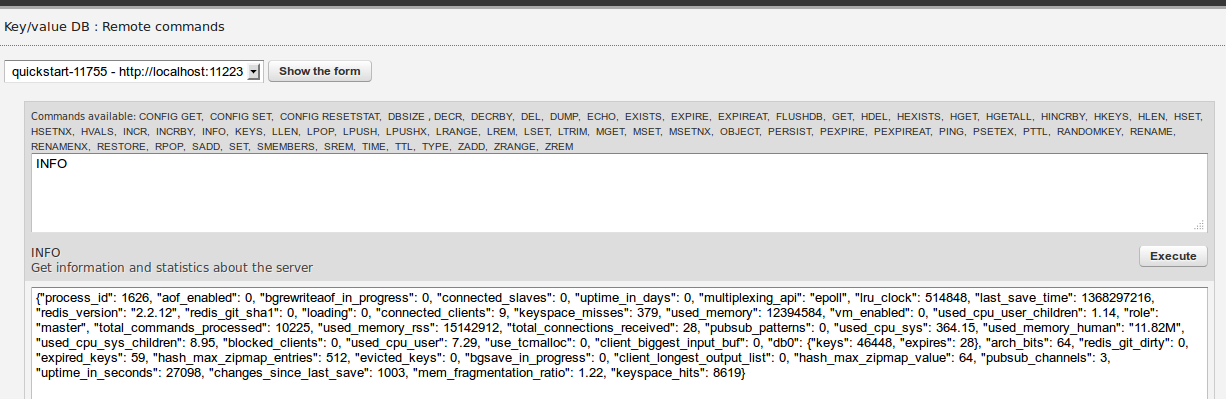 Key/value DB : Remote commands
quickstart-11755 - http://localhost:11223 Show the form
Commands available: CONFIG GET, CONFIG SET, CONFIG RESETSTAT, DBSIZE , DECR, DECRBY, DEL, DUMP, ECHO, EXISTS, EXPIRE, EXPIREAT, FLUSHDB, GET, HDEL, HEXISTS, HGET, HGETALL, HINCRBY, HKEYS, HLEN, HSET,
HSETNX, HVALS, INCR, INCRBY, INFO, KEYS, LLEN, LPOP, LPUSH, LPUSHX, LRANGE, LREM, LSET, LTRIM, MGET, MSET, MSETNX, OBJECT, PERSIST, PEXPIRE, PEXPIREAT, PING, PSETEX, PTTL, RANDOMKEY, RENAME,
RENAMENX, RESTORE, RPOP, SADD, SET, SMEMBERS, SREM, TIME, TTL, TYPE, ZADD, ZRANGE, ZREM
INFO
INFO
Get information and statistics about the server
Execute
{"process_id": 1626, "aof_enabled": 0, "bgrewriteaof_in_progress": 0, "connected_slaves": 0, "uptime_in_days": 0, "multiplexing_api": "epoll", "lru_clock": 514848, "last_save_time": 1368297216,
"redis_version": "2.2.12", "redis_git_sha1": 0, "loading": 0, "connected_clients": 9, "keyspace_misses": 379, "used_memory": 12394584, "vm_enabled": 0, "used_cpu_user_children": 1.14, "role":
"master", "total_commands_processed": 10225, "used_memory_rss": 15142912, "total_connections_received": 28, "pubsub_patterns": 0, "used_cpu_sys": 364.15, "used_memory_human": "11.82M",
"used_cpu_sys_children": 8.95, "blocked_clients": 0, "used_cpu_user": 7.29, "use_tcmalloc": 0, "client_biggest_input_buf": 0, "db0": {"keys": 46448, "expires": 28}, "arch_bits": 64, "redis_git_dirty": 0,
"expired_keys": 59, "hash_max_zipmap_entries": 512, "evicted_keys": 0, "bgsave_in_progress": 0, "client_longest_output_list": 0, "hash_max_zipmap_value": 64, "pubsub_channels": 3,
"uptime_in_seconds": 27098, "changes_since_last_save": 1003, "mem_fragmentation_ratio": 1.22, "keyspace_hits": 8619}